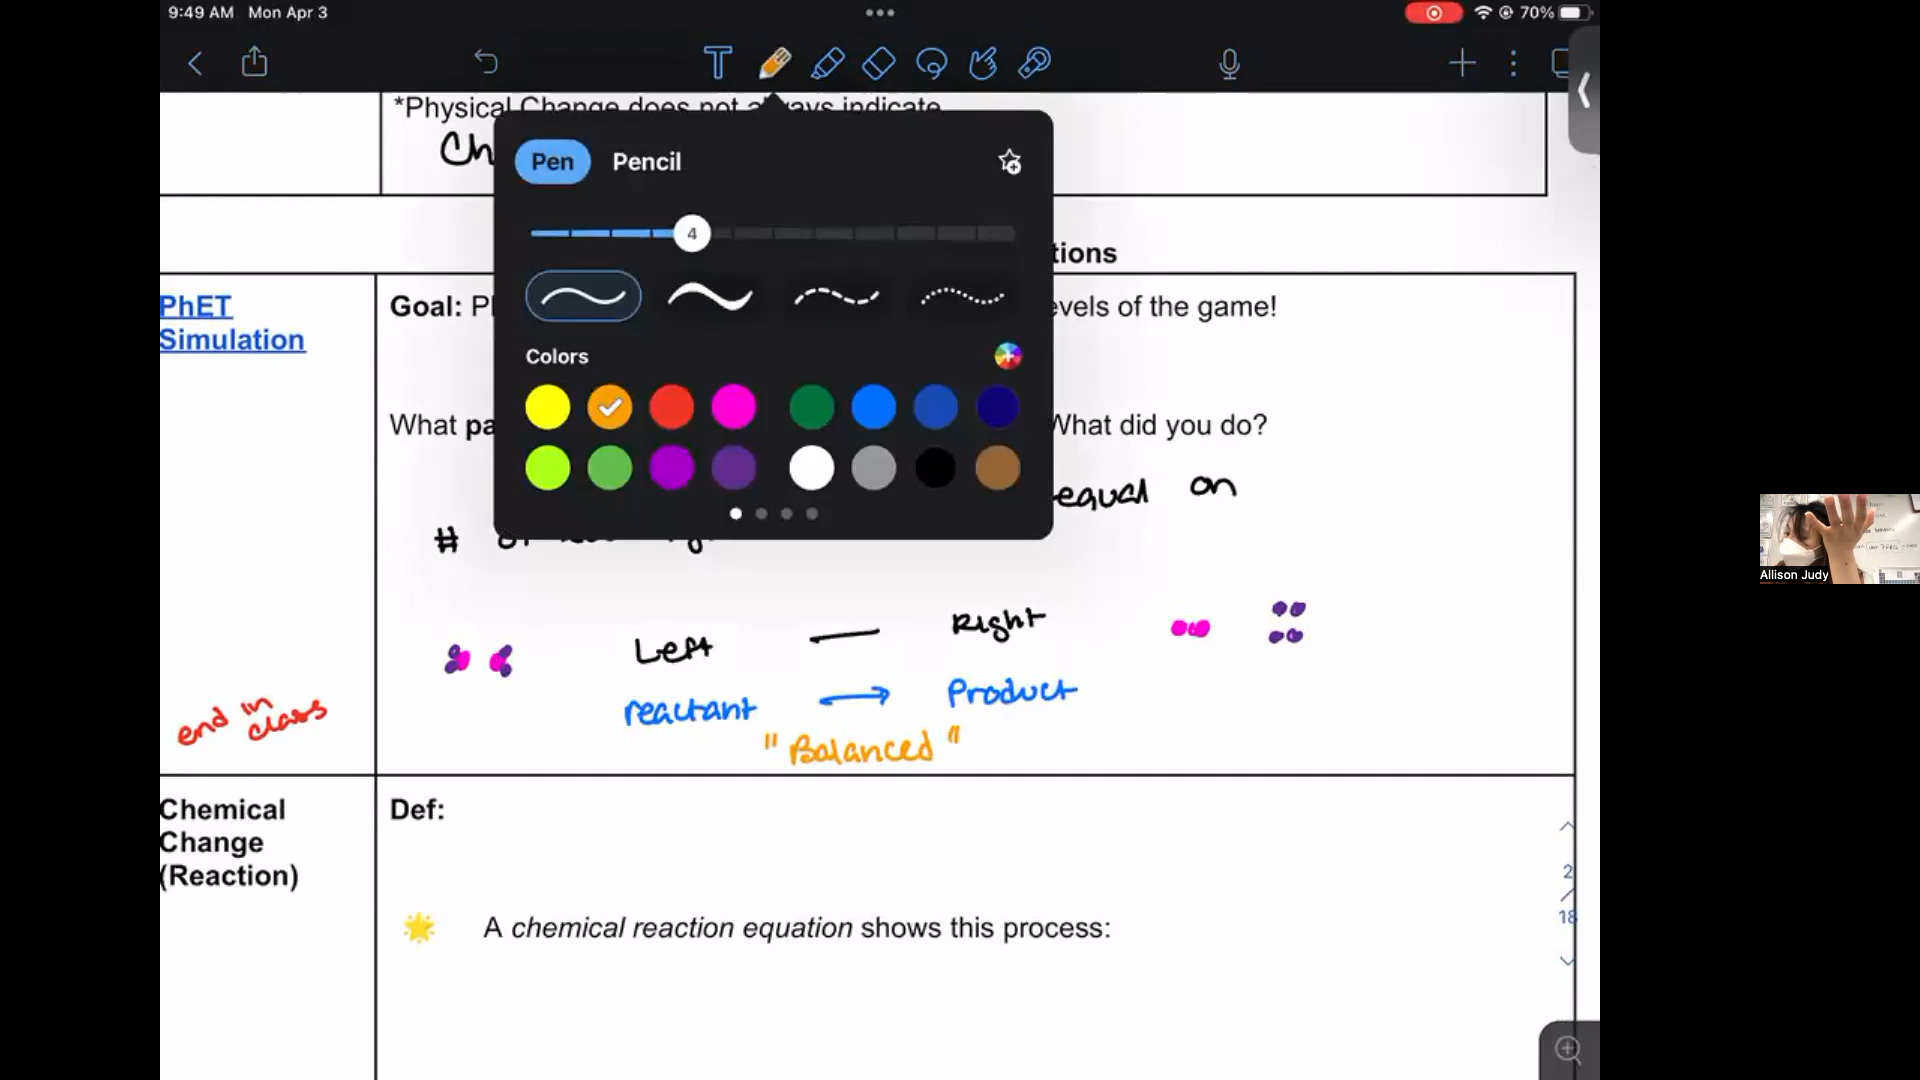 9:49 AM Mon Apr 3
70%
*Physical Change does not always indicate
Ch
Pen Pencil
4
Colors
tions
PhET
Simulation
Goal: P
evels of the game!
What pa
What did you do?
equal on
#
Left — Right
reactant → Product
"Balanced"
end in
class
Chemical
Change
(Reaction)
Def:
A chemical reaction equation shows this process:
2
18
Allison Judy